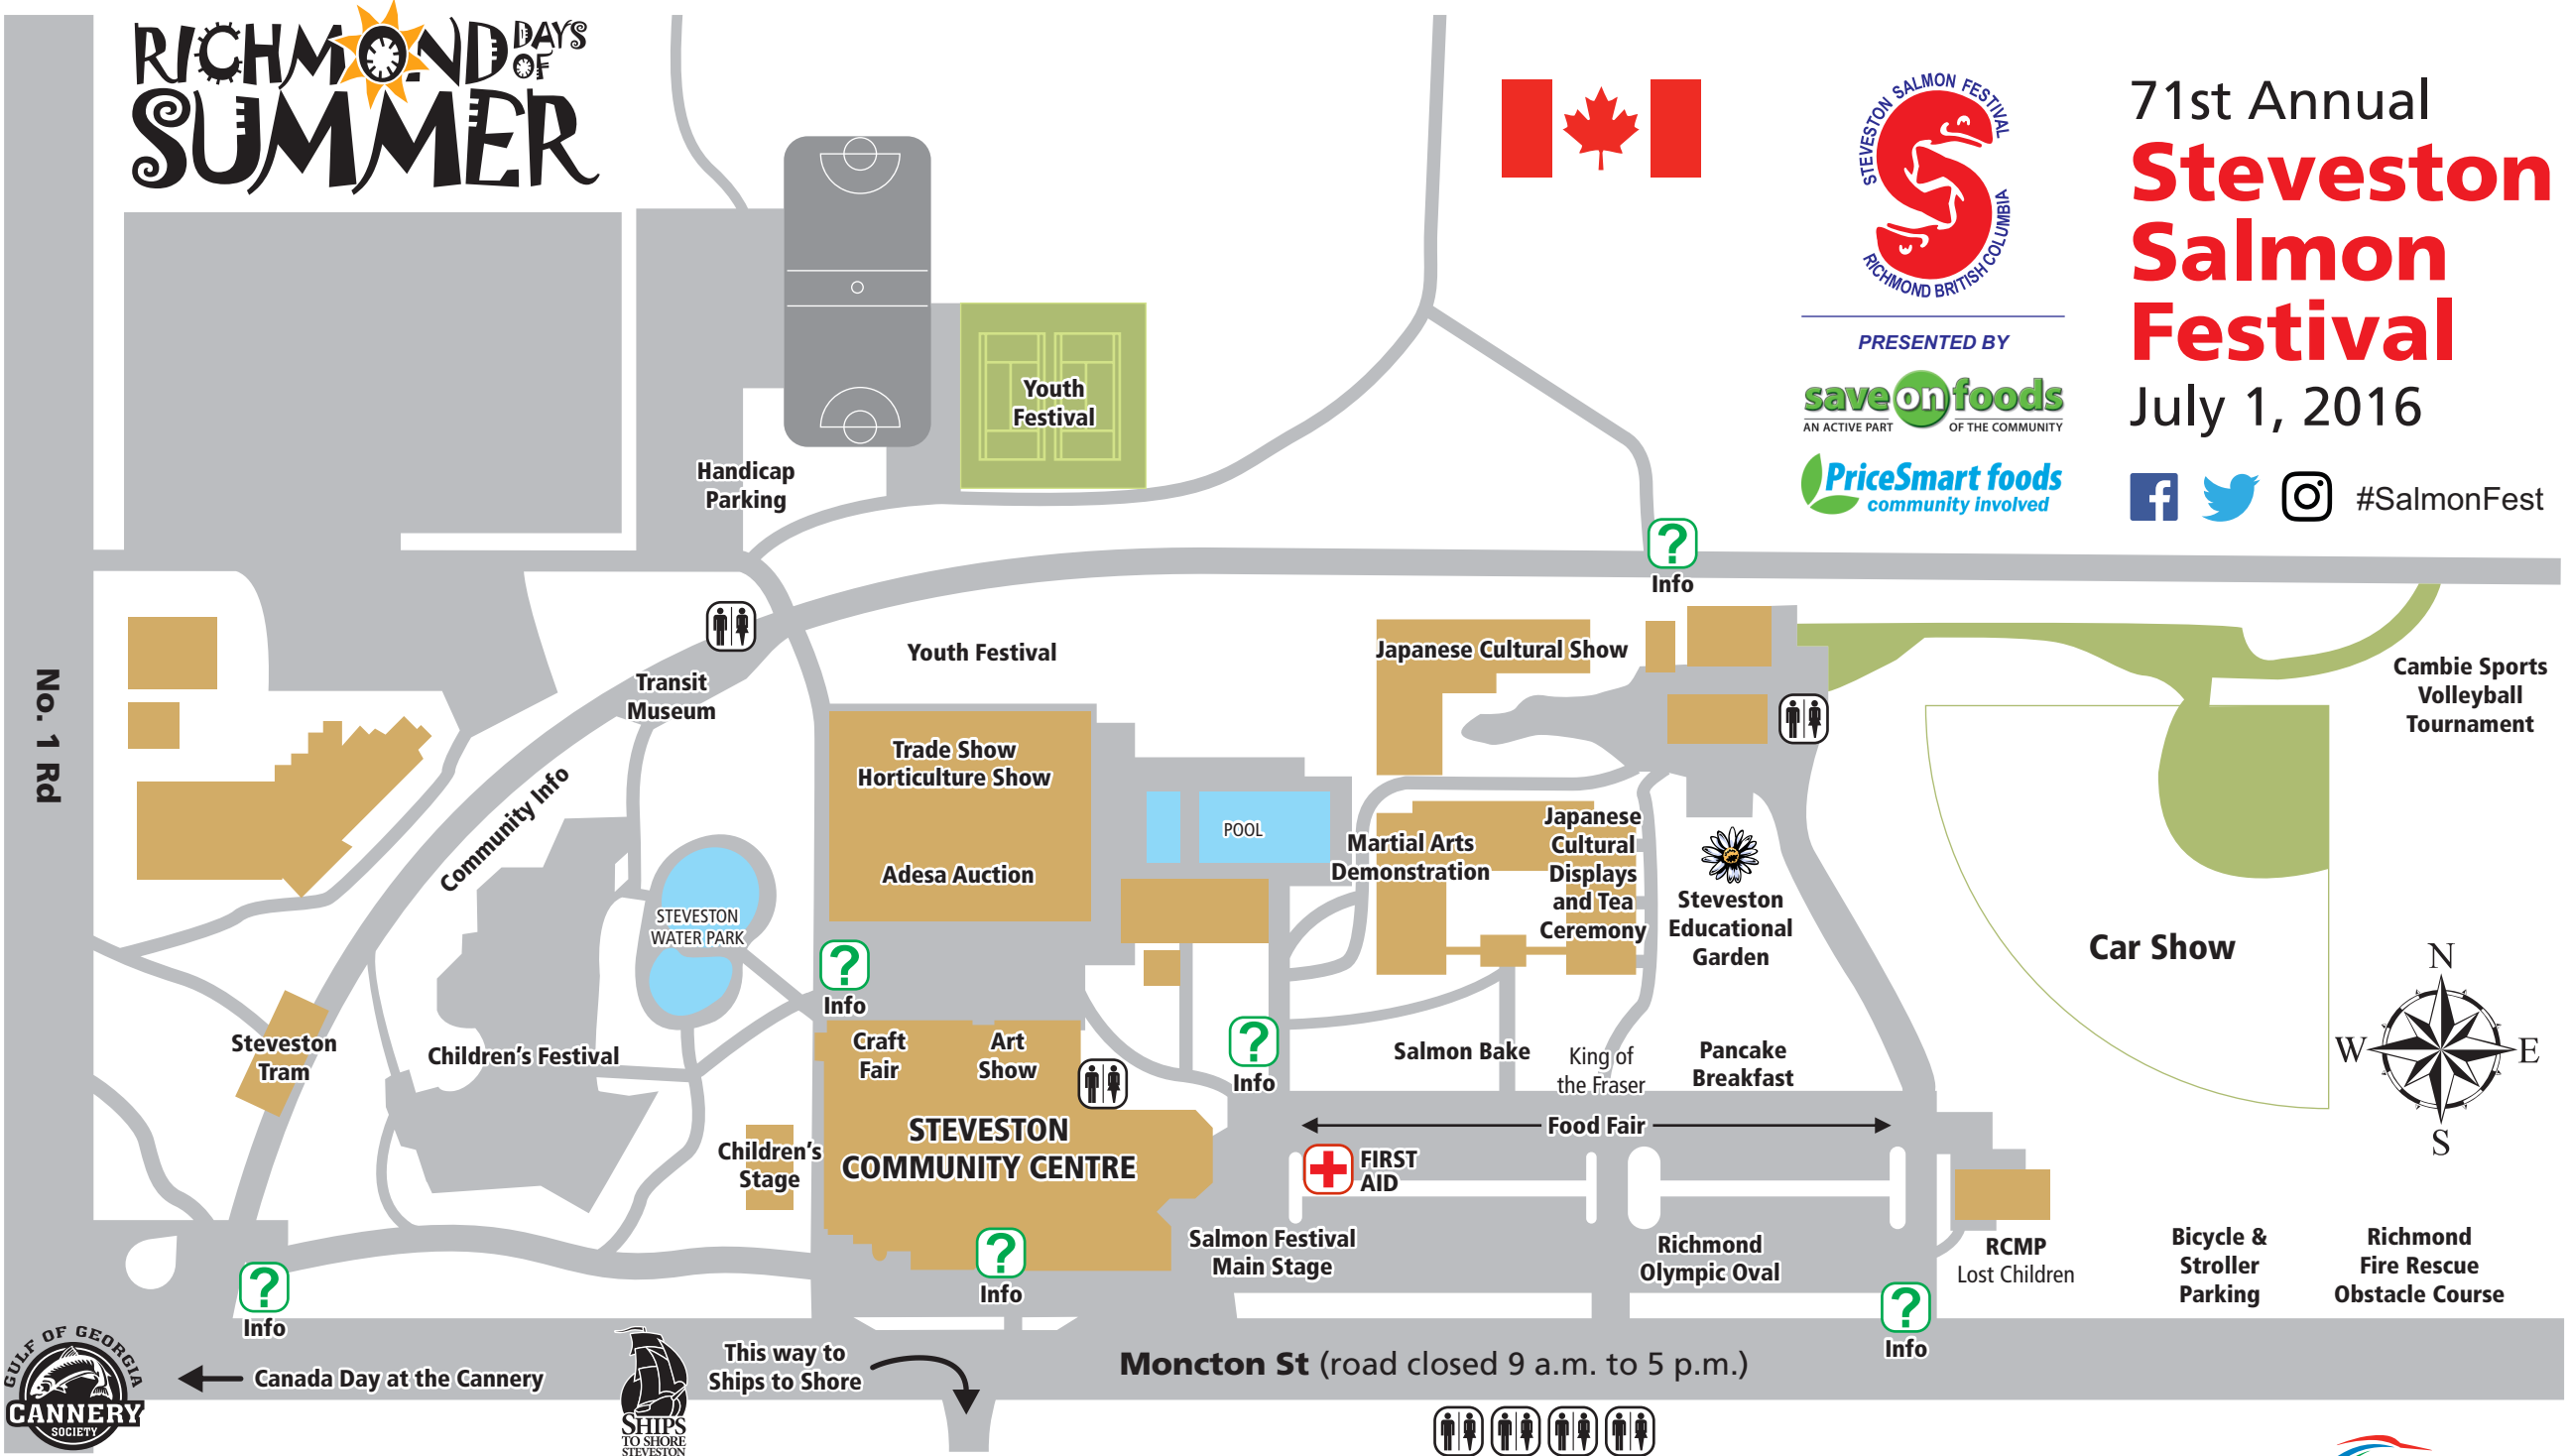 RICHMOND DAYS OF
SUMMER
STEVESTON SALMON FESTIVAL
RICHMOND BRITISH COLUMBIA
PRESENTED BY
save on foods
AN ACTIVE PART OF THE COMMUNITY
PriceSmart foods
community involved
71st Annual
Steveston
Salmon
Festival
July 1, 2016
#SalmonFest
Youth
Festival
Handicap
Parking
?
Info
No. 1 Rd
Transit
Museum
Youth Festival
Japanese Cultural Show
Cambie Sports
Volleyball
Tournament
Community Info
Trade Show
Horticulture Show
Adesa Auction
POOL
Martial Arts
Demonstration
Japanese
Cultural
Displays
and Tea
Ceremony
Steveston
Educational
Garden
Car Show
STEVESTON
WATER PARK
?
Info
N
W E
S
Steveston
Tram
Children's Festival
Craft
Fair
Art
Show
?
Info
Salmon Bake
King of
the Fraser
Pancake
Breakfast
Food Fair
Children's
Stage
STEVESTON
COMMUNITY CENTRE
FIRST
AID
?
Info
Salmon Festival
Main Stage
Richmond
Olympic Oval
RCMP
Lost Children
Bicycle &
Stroller
Parking
Richmond
Fire Rescue
Obstacle Course
?
Info
?
Info
GULF OF GEORGIA
CANNERY
SOCIETY
Canada Day at the Cannery
SHIPS
TO SHORE
STEVESTON
This way to
Ships to Shore
Moncton St (road closed 9 a.m. to 5 p.m.)